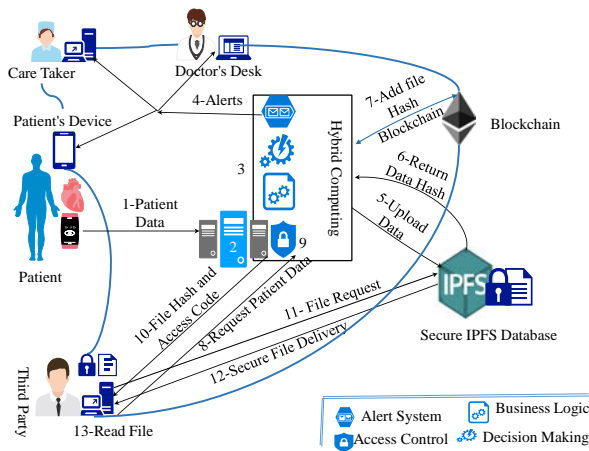 Care Taker
Doctor's Desk
4-Alerts
7-Add file
Hash
Blockchain
Blockchain
Patient's Device
3
Hybrid Computing
6-Return
Data Hash
5-Upload
Data
1-Patient
Data
2
9
Patient
IPFS
Secure IPFS Database
10-File Hash and
Access Code
8-Request Patient Data
11- File Request
12-Secure File Delivery
Third Party
13-Read File
Alert System
Business Logic
Access Control
Decision Making